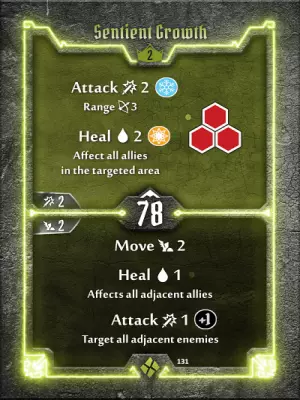 Sentient Growth
2
Attack 2
Range 3
Heal 2
Affect all allies
in the targeted area
2
78
2
Move 2
Heal 1
Affects all adjacent allies
Attack 1 +1
Target all adjacent enemies
131